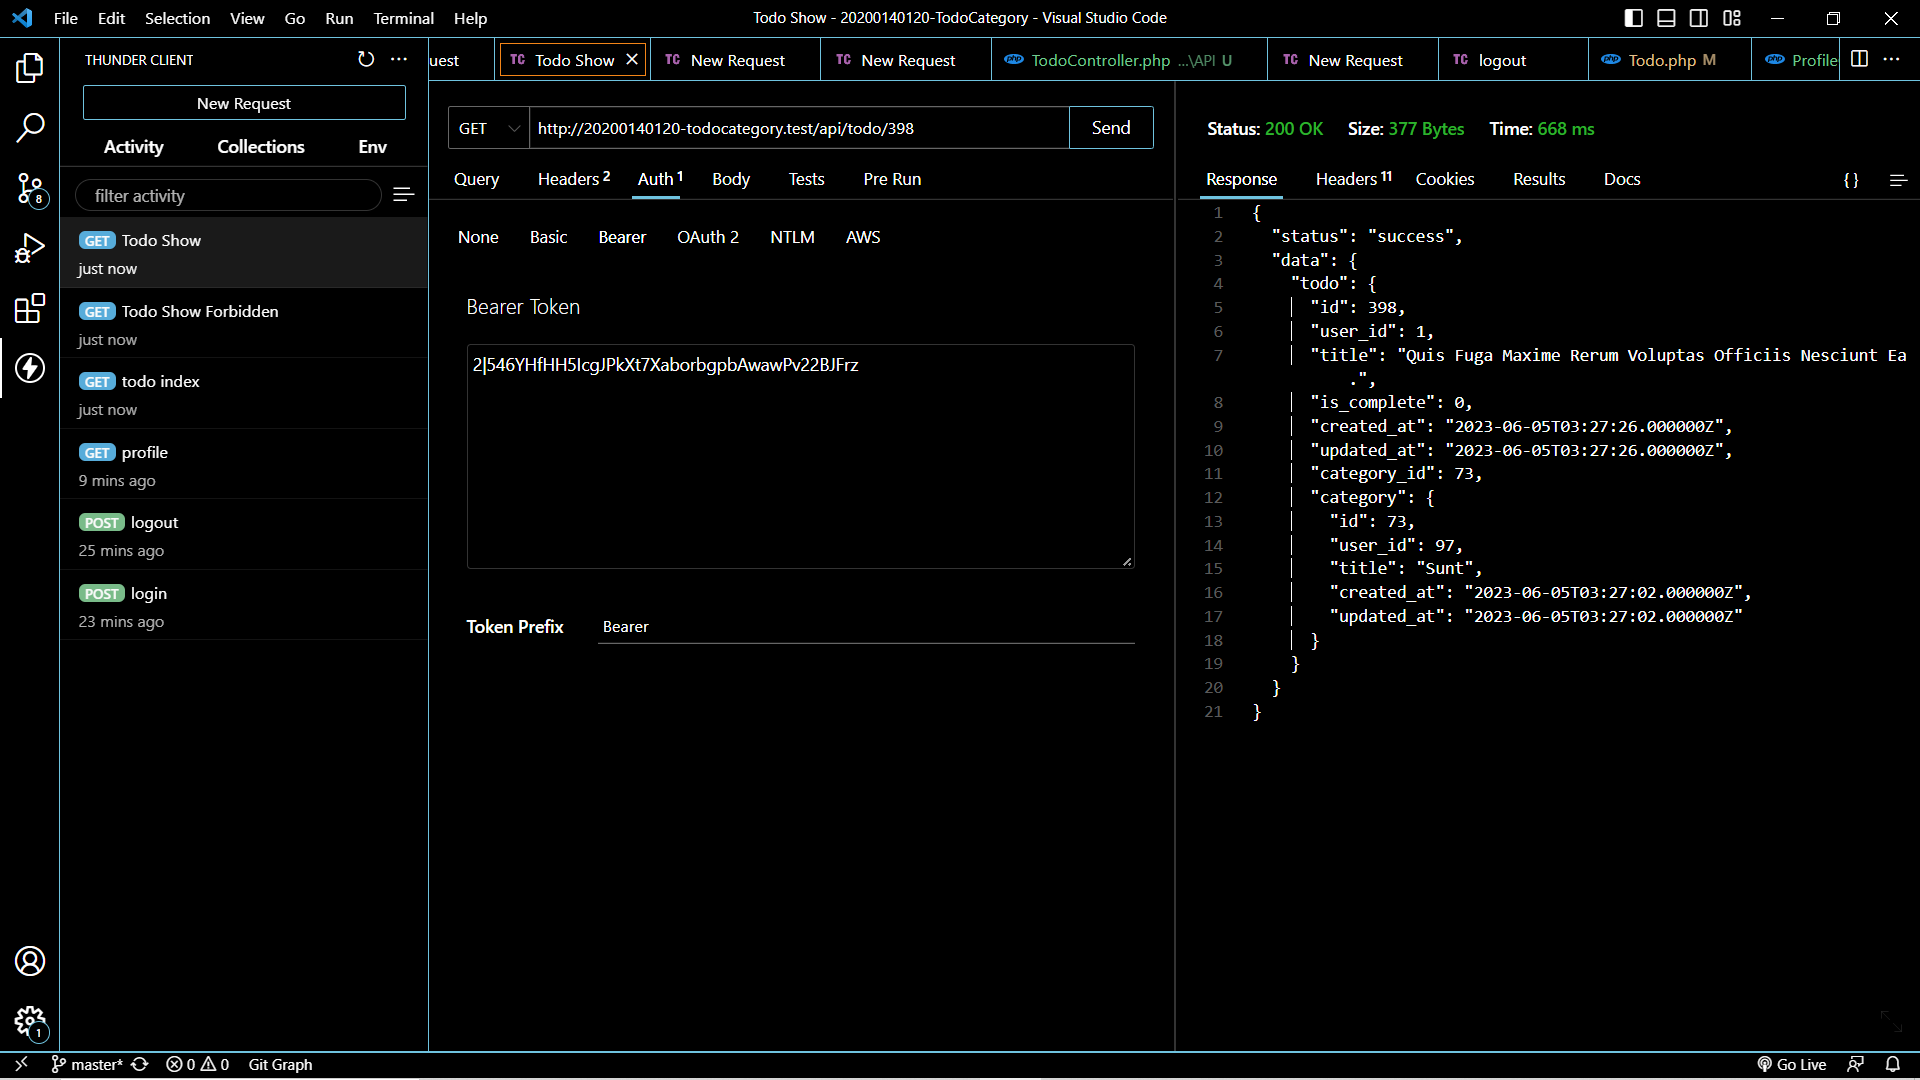 File Edit Selection View Go Run Terminal Help
Todo Show - 20200140120-TodoCategory - Visual Studio Code
THUNDER CLIENT
New Request
Activity Collections Env
filter activity
GET Todo Show
just now
GET Todo Show Forbidden
just now
GET todo index
just now
GET profile
9 mins ago
POST logout
25 mins ago
POST login
23 mins ago
8
1
uest
TC Todo Show
TC New Request
TC New Request
php TodoController.php ...\API U
TC New Request
TC logout
php Todo.php M
php Profile
GET http://20200140120-todocategory.test/api/todo/398 Send
Query Headers 2 Auth 1 Body Tests Pre Run
None Basic Bearer OAuth 2 NTLM AWS
Bearer Token
2|546YHfHH5IcgJPkXt7XaborbgpbAwawPv22BJFrz
Token Prefix Bearer
Status: 200 OK Size: 377 Bytes Time: 668 ms
Response Headers 11 Cookies Results Docs {}
1 {
2 "status": "success",
3 "data": {
4 "todo": {
5 "id": 398,
6 "user_id": 1,
7 "title": "Quis Fuga Maxime Rerum Voluptas Officiis Nesciunt Ea
.",
8 "is_complete": 0,
9 "created_at": "2023-06-05T03:27:26.000000Z",
10 "updated_at": "2023-06-05T03:27:26.000000Z",
11 "category_id": 73,
12 "category": {
13 "id": 73,
14 "user_id": 97,
15 "title": "Sunt",
16 "created_at": "2023-06-05T03:27:02.000000Z",
17 "updated_at": "2023-06-05T03:27:02.000000Z"
18 }
19 }
20 }
21 }
master* 0 0 Git Graph
Go Live